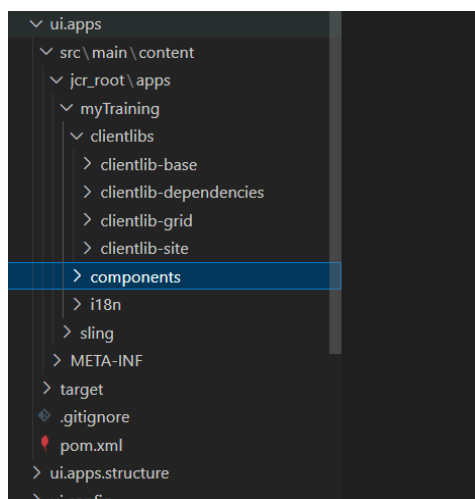 ui.apps
src\main\content
jcr_root\apps
myTraining
clientlibs
clientlib-base
clientlib-dependencies
clientlib-grid
clientlib-site
components
i18n
sling
META-INF
target
.gitignore
pom.xml
ui.apps.structure